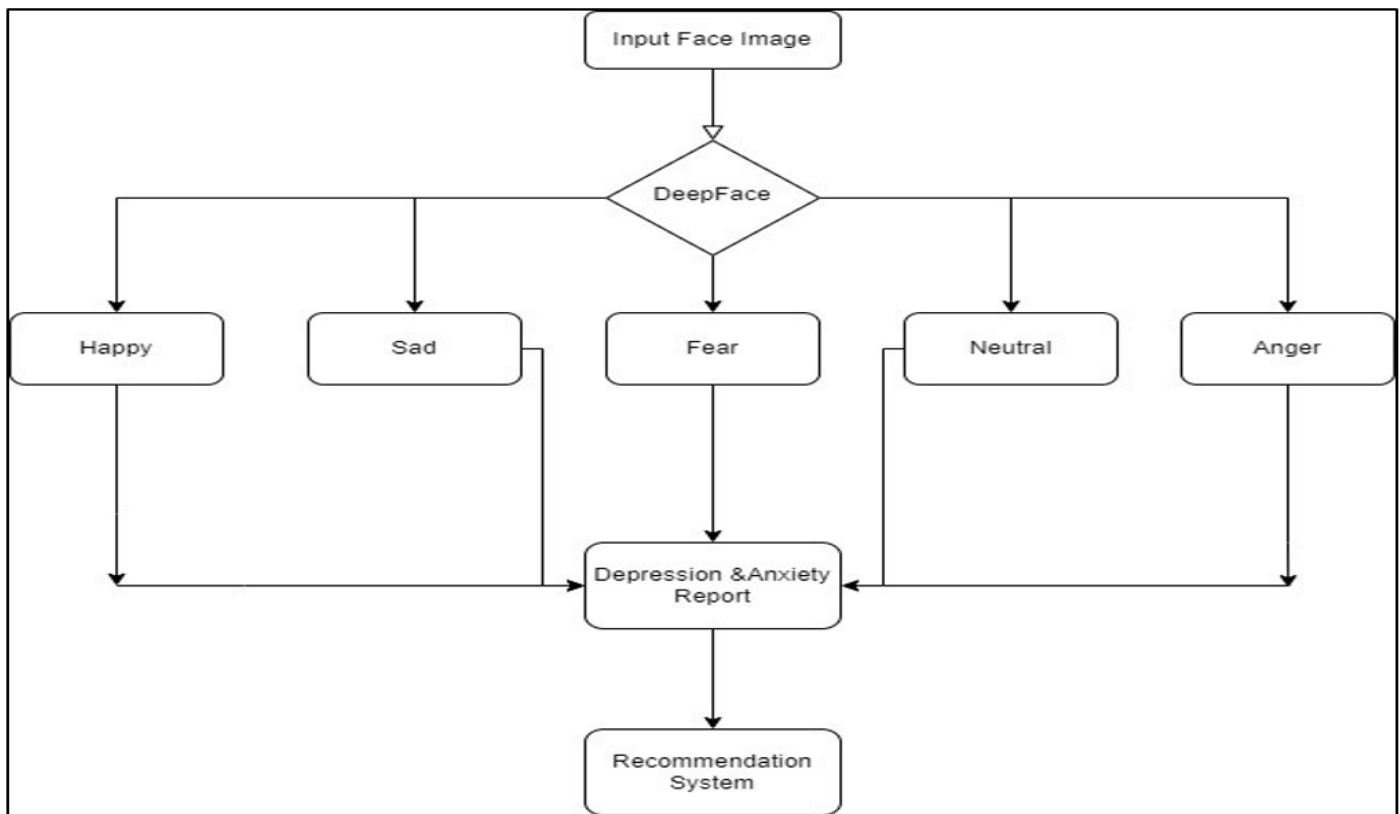 Input Face Image
DeepFace
Happy
Sad
Fear
Neutral
Anger
Depression &Anxiety
Report
Recommendation
System